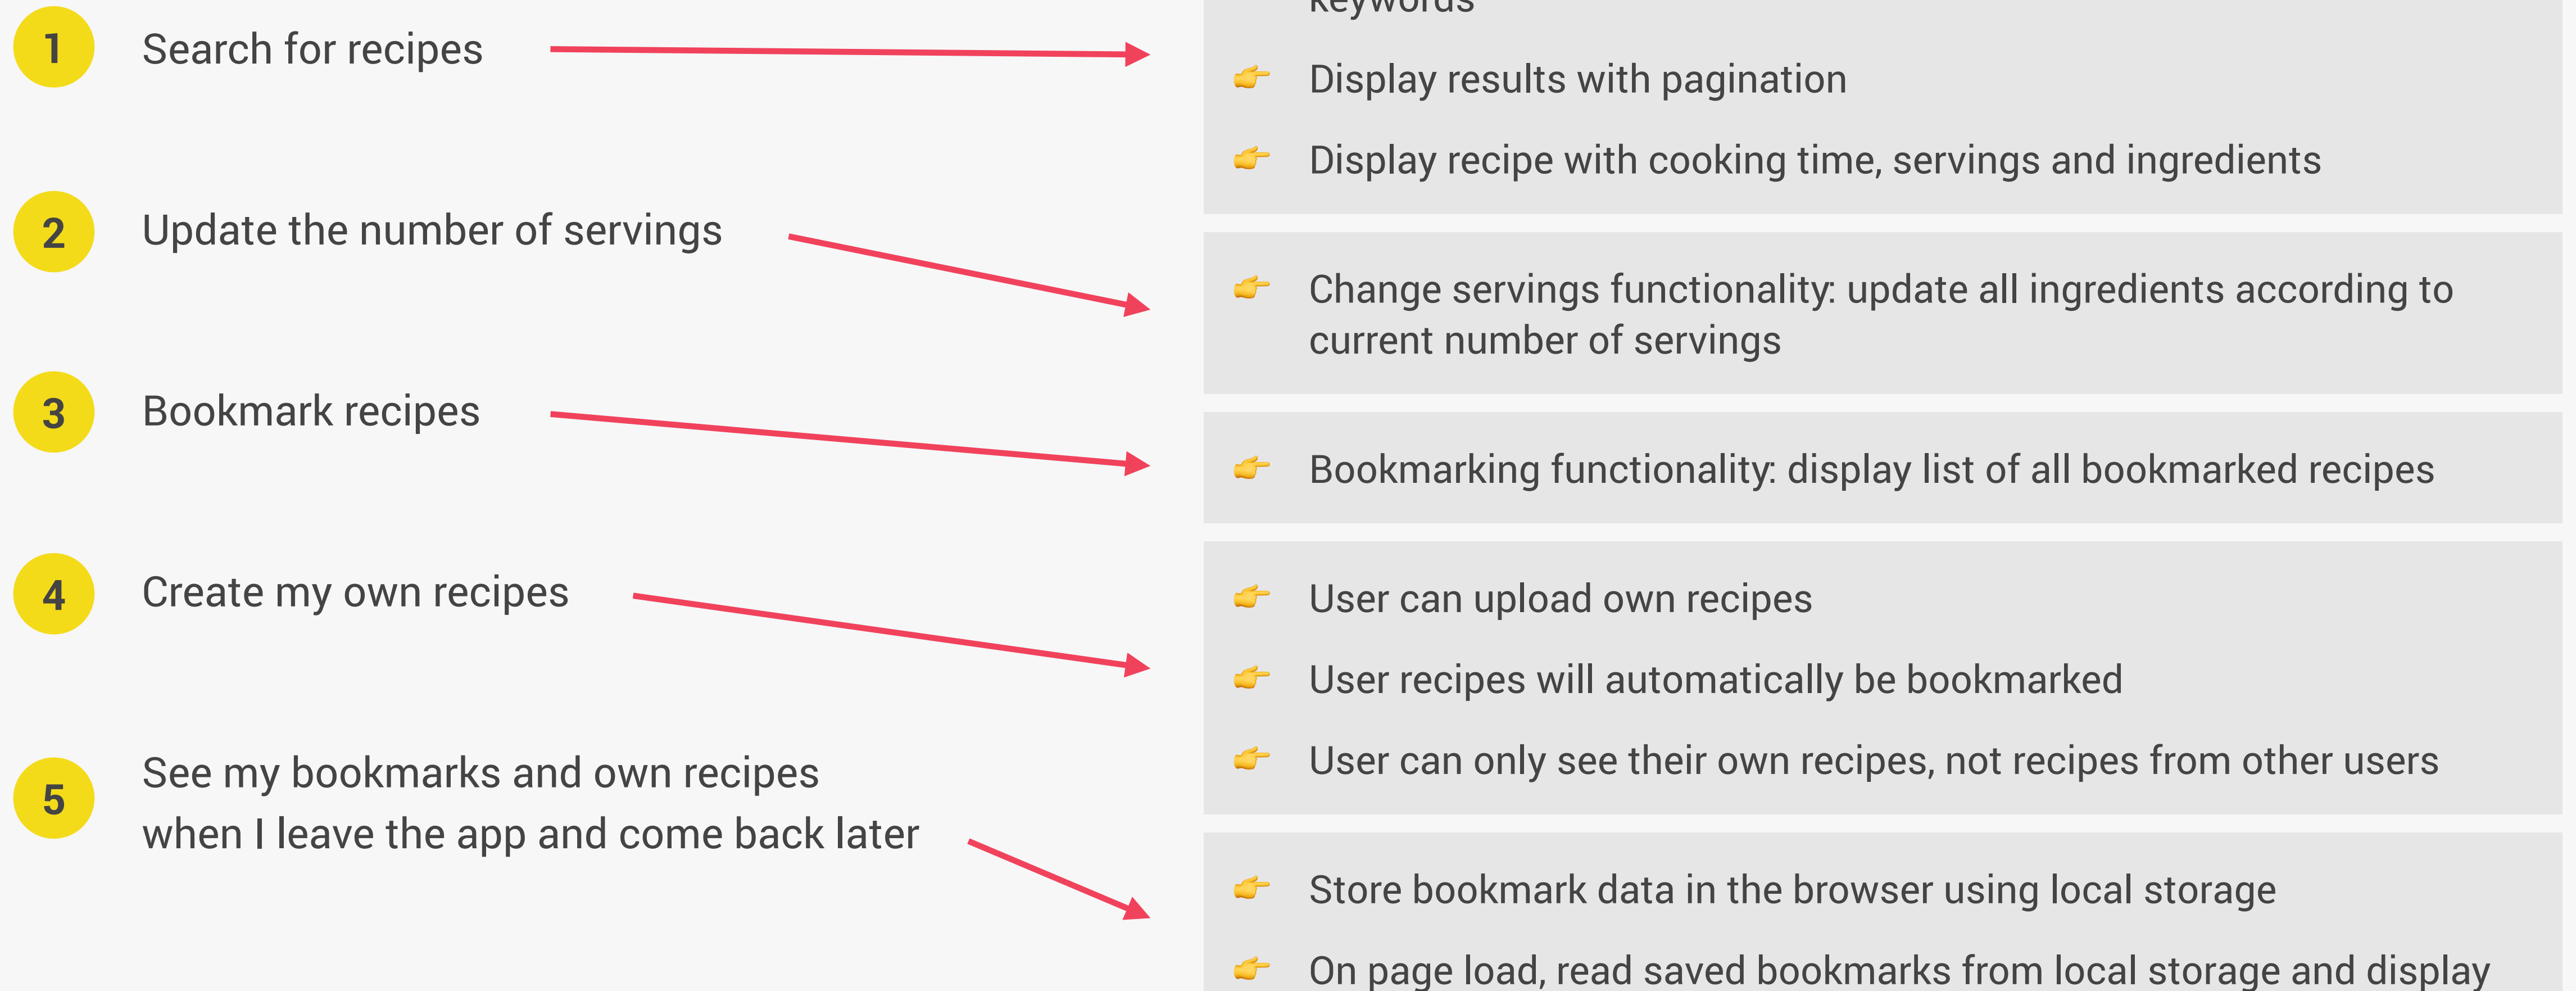 1
Search for recipes
2
Update the number of servings
3
Bookmark recipes
4
Create my own recipes
5
See my bookmarks and own recipes
when I leave the app and come back later
keywords
Display results with pagination
Display recipe with cooking time, servings and ingredients
Change servings functionality: update all ingredients according to
current number of servings
Bookmarking functionality: display list of all bookmarked recipes
User can upload own recipes
User recipes will automatically be bookmarked
User can only see their own recipes, not recipes from other users
Store bookmark data in the browser using local storage
On page load, read saved bookmarks from local storage and display